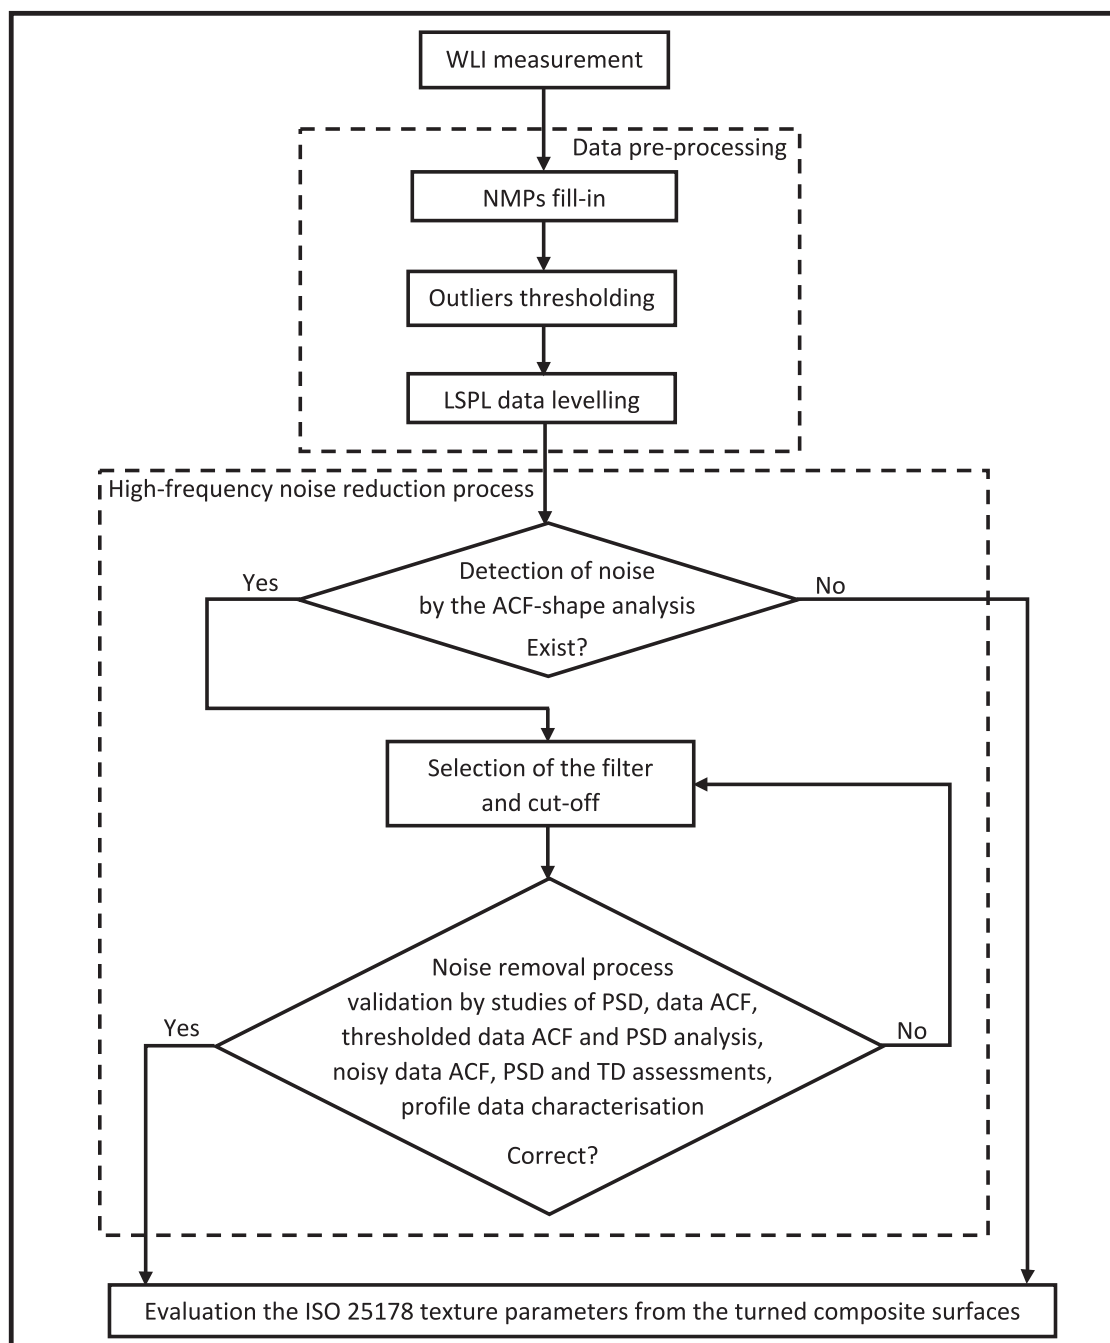 WLI measurement
Data pre-processing
NMPs fill-in
Outliers thresholding
LSPL data levelling
High-frequency noise reduction process
Detection of noise
by the ACF-shape analysis
Exist?
Yes
No
Selection of the filter
and cut-off
Noise removal process
validation by studies of PSD, data ACF,
thresholded data ACF and PSD analysis,
noisy data ACF, PSD and TD assessments,
profile data characterisation
Correct?
Yes
No
Evaluation the ISO 25178 texture parameters from the turned composite surfaces